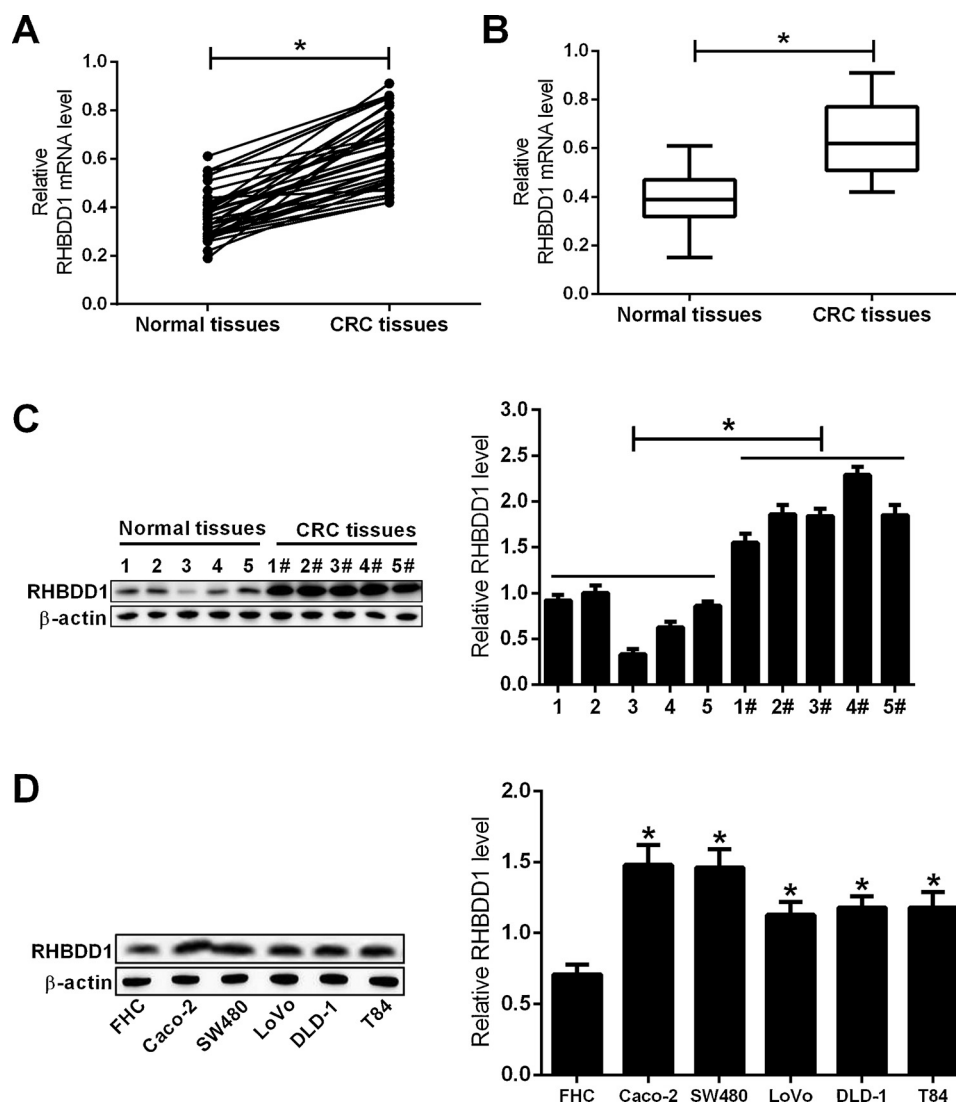 A
*
Relative
RHBDD1 mRNA level
1.0
0.8
0.6
0.4
0.2
0.0
Normal tissues CRC tissues
B
*
Relative
RHBDD1 mRNA level
1.0
0.8
0.6
0.4
0.2
0.0
Normal tissues CRC tissues
C
Normal tissues CRC tissues
1 2 3 4 5 1# 2# 3# 4# 5#
RHBDD1
β-actin
*
Relative RHBDD1 level
3.0
2.5
2.0
1.5
1.0
0.5
0.0
1 2 3 4 5 1# 2# 3# 4# 5#
D
RHBDD1
β-actin
FHC Caco-2 SW480 LoVo DLD-1 T84
Relative RHBDD1 level
2.0
1.5
1.0
0.5
0.0
* * * * *
FHC Caco-2 SW480 LoVo DLD-1 T84